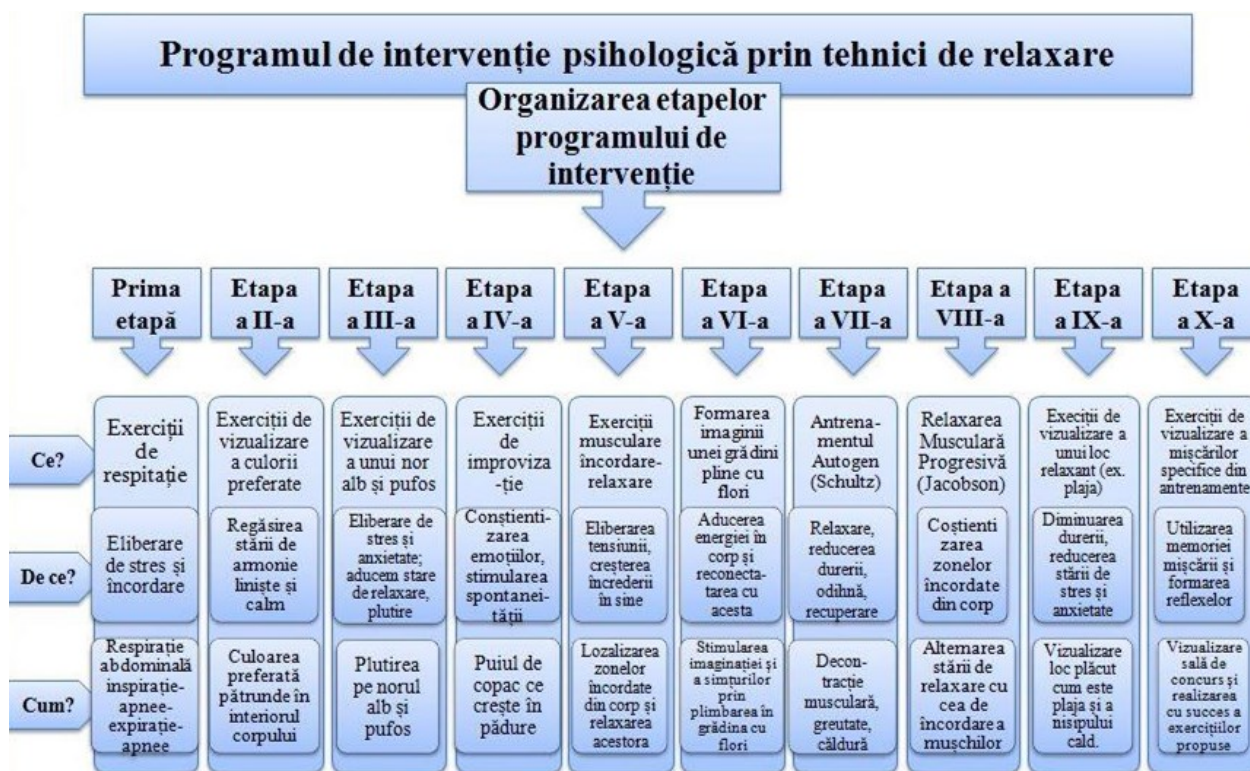 Programul de intervenție psihologică prin tehnici de relaxare
Organizarea etapelor
programului de
intervenție
Prima
etapă
Etapa
a II-a
Etapa
a III-a
Etapa
a IV-a
Etapa
a V-a
Etapa
a VI-a
Etapa
a VII-a
Etapa a
VIII-a
Etapa
a IX-a
Etapa
a X-a
Ce?
Exerciții
de
respitație
Exerciții de
vizualizare
a culorii
preferate
Exerciții de
vizualizare
a unui nor
alb și pufos
Exerciții
de
improviza
-ție
Exerciții
musculare
încordare-
relaxare
Formarea
imaginii
unei grădini
pline cu
flori
Antrena-
mentul
Autogen
(Schultz)
Relaxarea
Musculară
Progresivă
(Jacobson)
Execiții de
vizualizare a
unui loc
relaxant (ex.
plaja)
Exerciții de
vizualizare a
mișcărilor
specifice din
antrenamente
De ce?
Eliberare
de stres și
încordare
Regăsirea
stării de
armonie
liniște și
calm
Eliberare de
stres și
anxietate;
aducem stare
de relaxare,
plutire
Conștienti-
zarea
emoțiilor,
stimularea
spontanei-
tății
Eliberarea
tensiunii,
creșterea
încrederii
în sine
Aducerea
energiei în
corp și
reconecta-
tarea cu
acesta
Relaxare,
reducerea
durerii,
odihnă,
recuperare
Coștienti
zarea
zonelor
încordate
din corp
Diminuarea
durerii,
reducerea
stării de
stres și
anxietate
Utilizarea
memoriei
mișcării și
formarea
reflexelor
Cum?
Respirație
abdominală
inspirație-
apnee-
expirație-
apnee
Culoarea
preferată
pătrunde în
interiorul
corpului
Plutirea
pe norul
alb și
pufos
Puiul de
copac ce
crește în
pădure
Localizarea
zonelor
încordate
din corp și
relaxarea
acestora
Stimularea
imaginației și
a simțurilor
prin
plimbarea în
grădina cu
flori
Decon-
tracție
musculară,
greutate,
căldură
Alternarea
stării de
relaxare cu
cea de
încordare a
mușchilor
Vizualizare
loc plăcut
cum este
plaja și a
nisipului
cald.
Vizualizare
sală de
concurs și
realizarea
cu succes a
exercițiilor
propuse